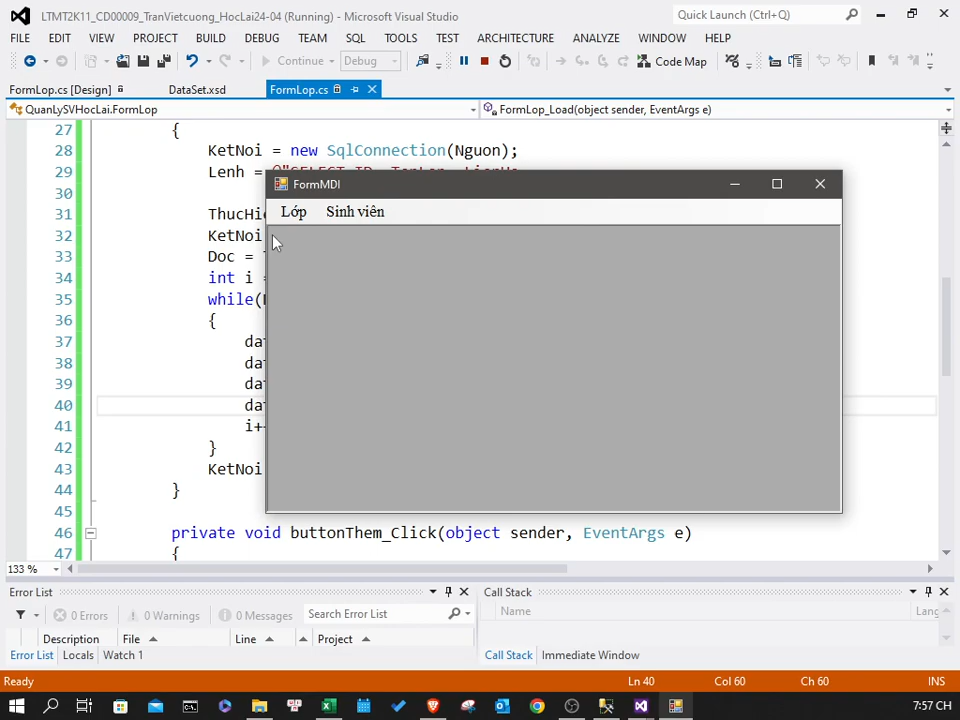 LTMT2K11_CD00009_TranVietcuong_HocLai24-04 (Running) - Microsoft Visual Studio
Quick Launch (Ctrl+Q)
FILE EDIT VIEW PROJECT BUILD DEBUG TEAM SQL TOOLS TEST ARCHITECTURE ANALYZE WINDOW HELP
Continue Debug Code Map
FormLop.cs [Design] DataSet.xsd FormLop.cs
QuanLySVHocLai.FormLop FormLop_Load(object sender, EventArgs e)
27 {
28 KetNoi = new SqlConnection(Nguon);
29 Lenh =
FormMDI
30
Lớp Sinh viên
31
32 KetNoi
33 Doc =
34 int i =
35 while(
36 {
37 dat
38 dat
39 dat
40 dat
41 i+
42 }
43 KetNoi
44 }
45
46 private void buttonThem_Click(object sender, EventArgs e)
47 {
133 %
Error List Call Stack
0 Errors 0 Warnings 0 Messages Search Error List Name Lang
Description File Line Project
Error List Locals Watch 1 Call Stack Immediate Window
Ready Ln 40 Col 60 Ch 60 INS
7:57 CH